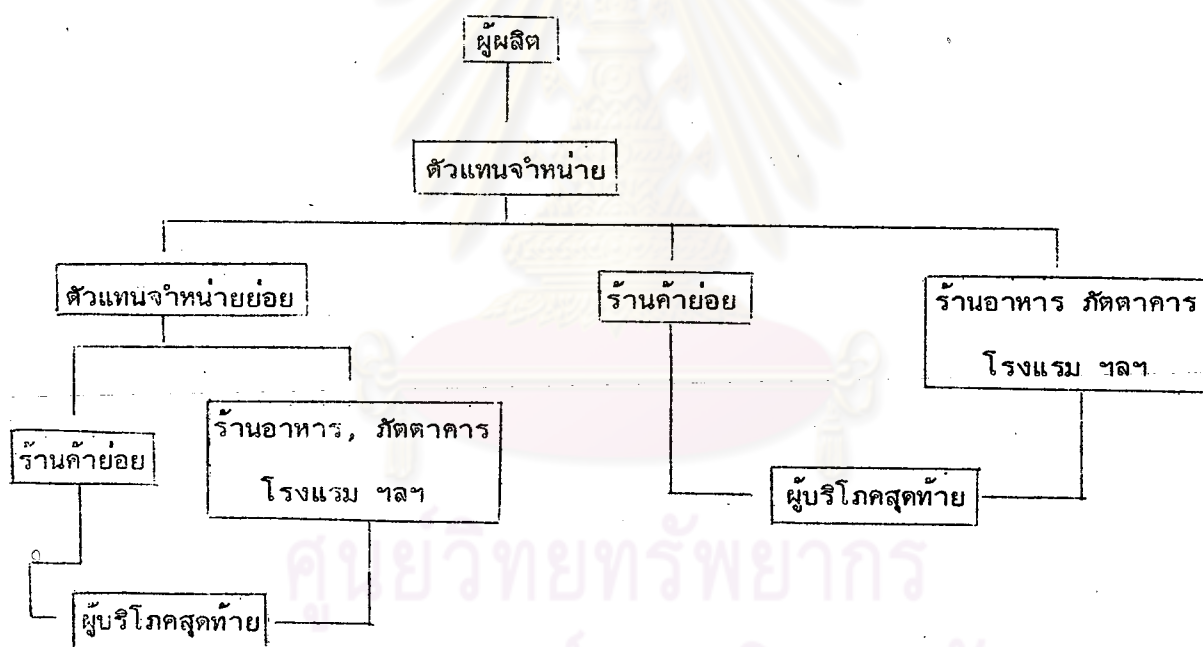 ผู้ผลิต
ตัวแทนจำหน่าย
ตัวแทนจำหน่ายย่อย
ร้านค้าย่อย
ร้านอาหาร ภัตตาคาร
โรงแรม ฯลฯ
ร้านค้าย่อย
ร้านอาหาร, ภัตตาคาร
โรงแรม ฯลฯ
ผู้บริโภคสุดท้าย
ผู้บริโภคสุดท้าย
ศูนย์วิทยทรัพยากร